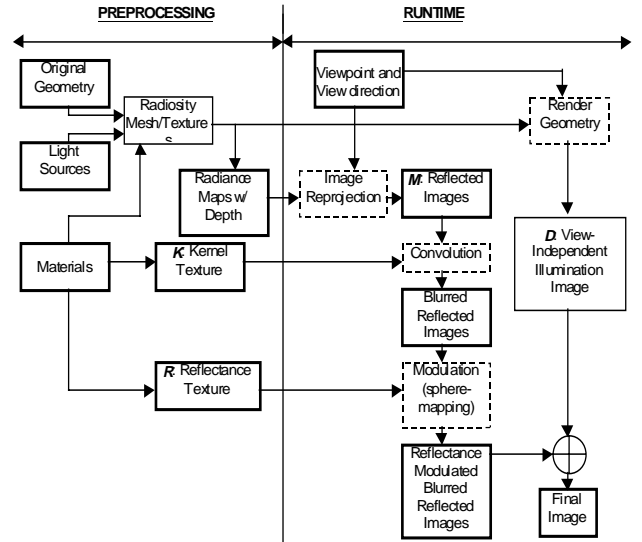 PREPROCESSING
RUNTIME
Original
Geometry
Light
Sources
Materials
Radiosity
Mesh/Texture
s
Radiance
Maps w/
Depth
K: Kernel
Texture
R: Reflectance
Texture
Viewpoint and
View direction
Image
Reprojection
M: Reflected
Images
Convolution
Blurred
Reflected
Images
Modulation
(sphere-
mapping)
Reflectance
Modulated
Blurred
Reflected
Images
Render
Geometry
D: View-
Independent
Illumination
Image
Final
Image